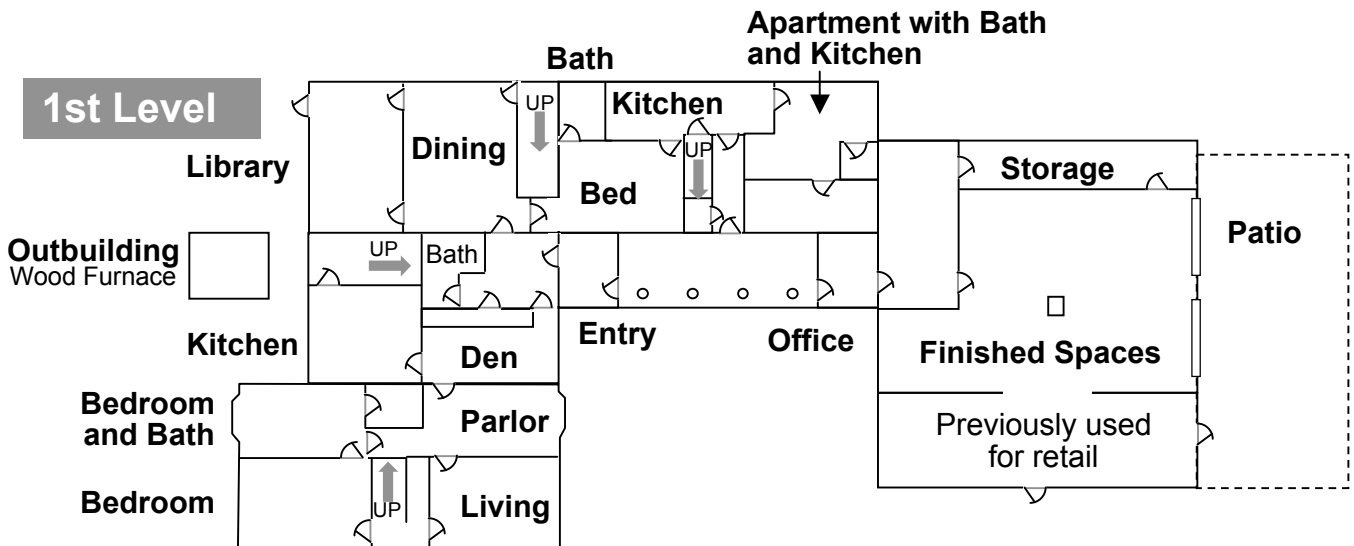 Apartment with Bath
and Kitchen
Bath
1st Level
UP
Kitchen
Dining
Library
UP
Bed
Storage
Patio
Outbuilding
Wood Furnace
UP
Bath
Kitchen
Den
Entry
Office
Finished Spaces
Bedroom
and Bath
Parlor
Previously used
for retail
Bedroom
UP
Living